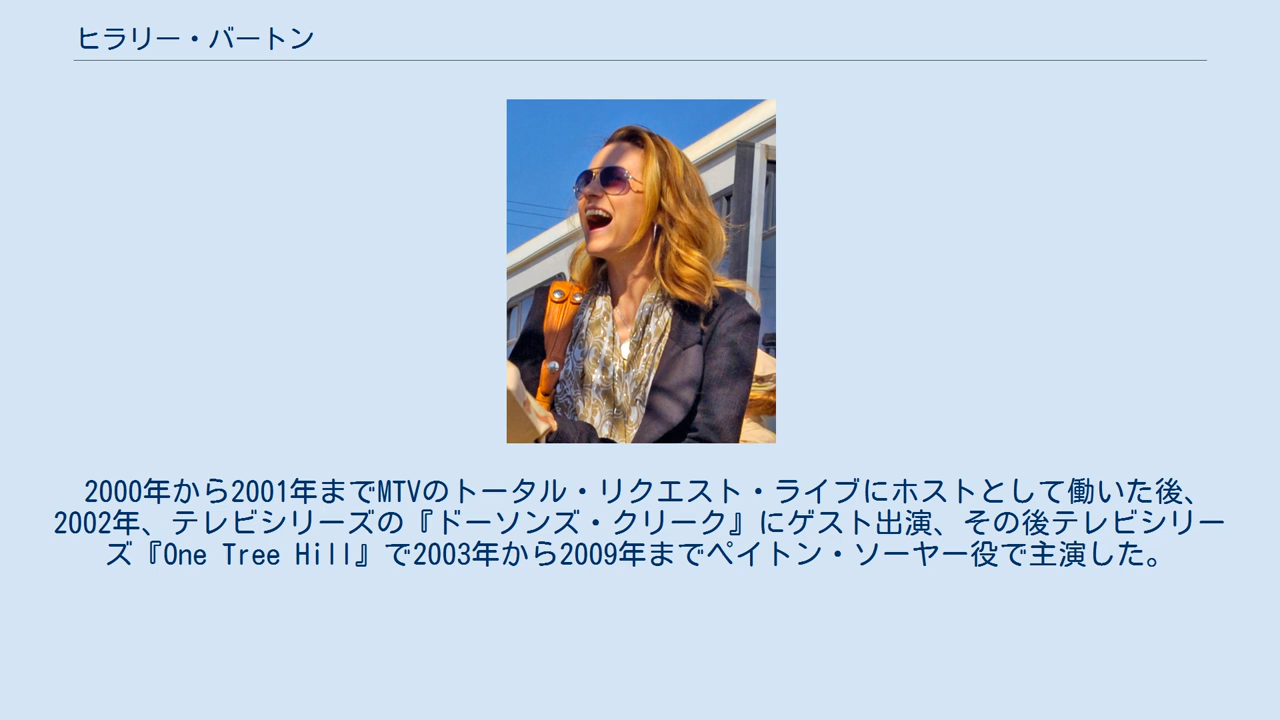 ヒラリー・バートン
2000年から2001年までMTVのトータル・リクエスト・ライブにホストとして働いた後、
2002年、テレビシリーズの『ドーソンズ・クリーク』にゲスト出演、その後テレビシリー
ズ『One Tree Hill』で2003年から2009年までペイトン・ソーヤー役で主演した。